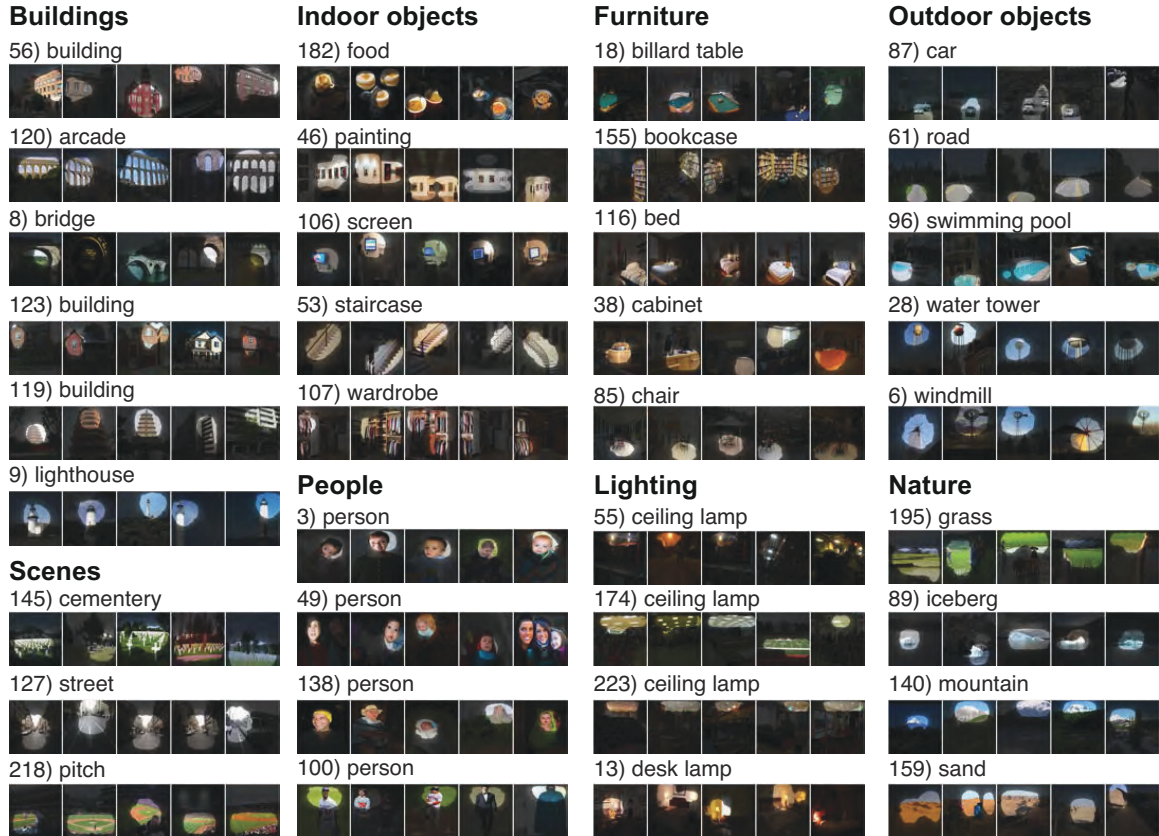 Buildings
56) building
120) arcade
8) bridge
123) building
119) building
9) lighthouse
Scenes
145) cementery
127) street
218) pitch
Indoor objects
182) food
46) painting
106) screen
53) staircase
107) wardrobe
People
3) person
49) person
138) person
100) person
Furniture
18) billard table
155) bookcase
116) bed
38) cabinet
85) chair
Lighting
55) ceiling lamp
174) ceiling lamp
223) ceiling lamp
13) desk lamp
Outdoor objects
87) car
61) road
96) swimming pool
28) water tower
6) windmill
Nature
195) grass
89) iceberg
140) mountain
159) sand